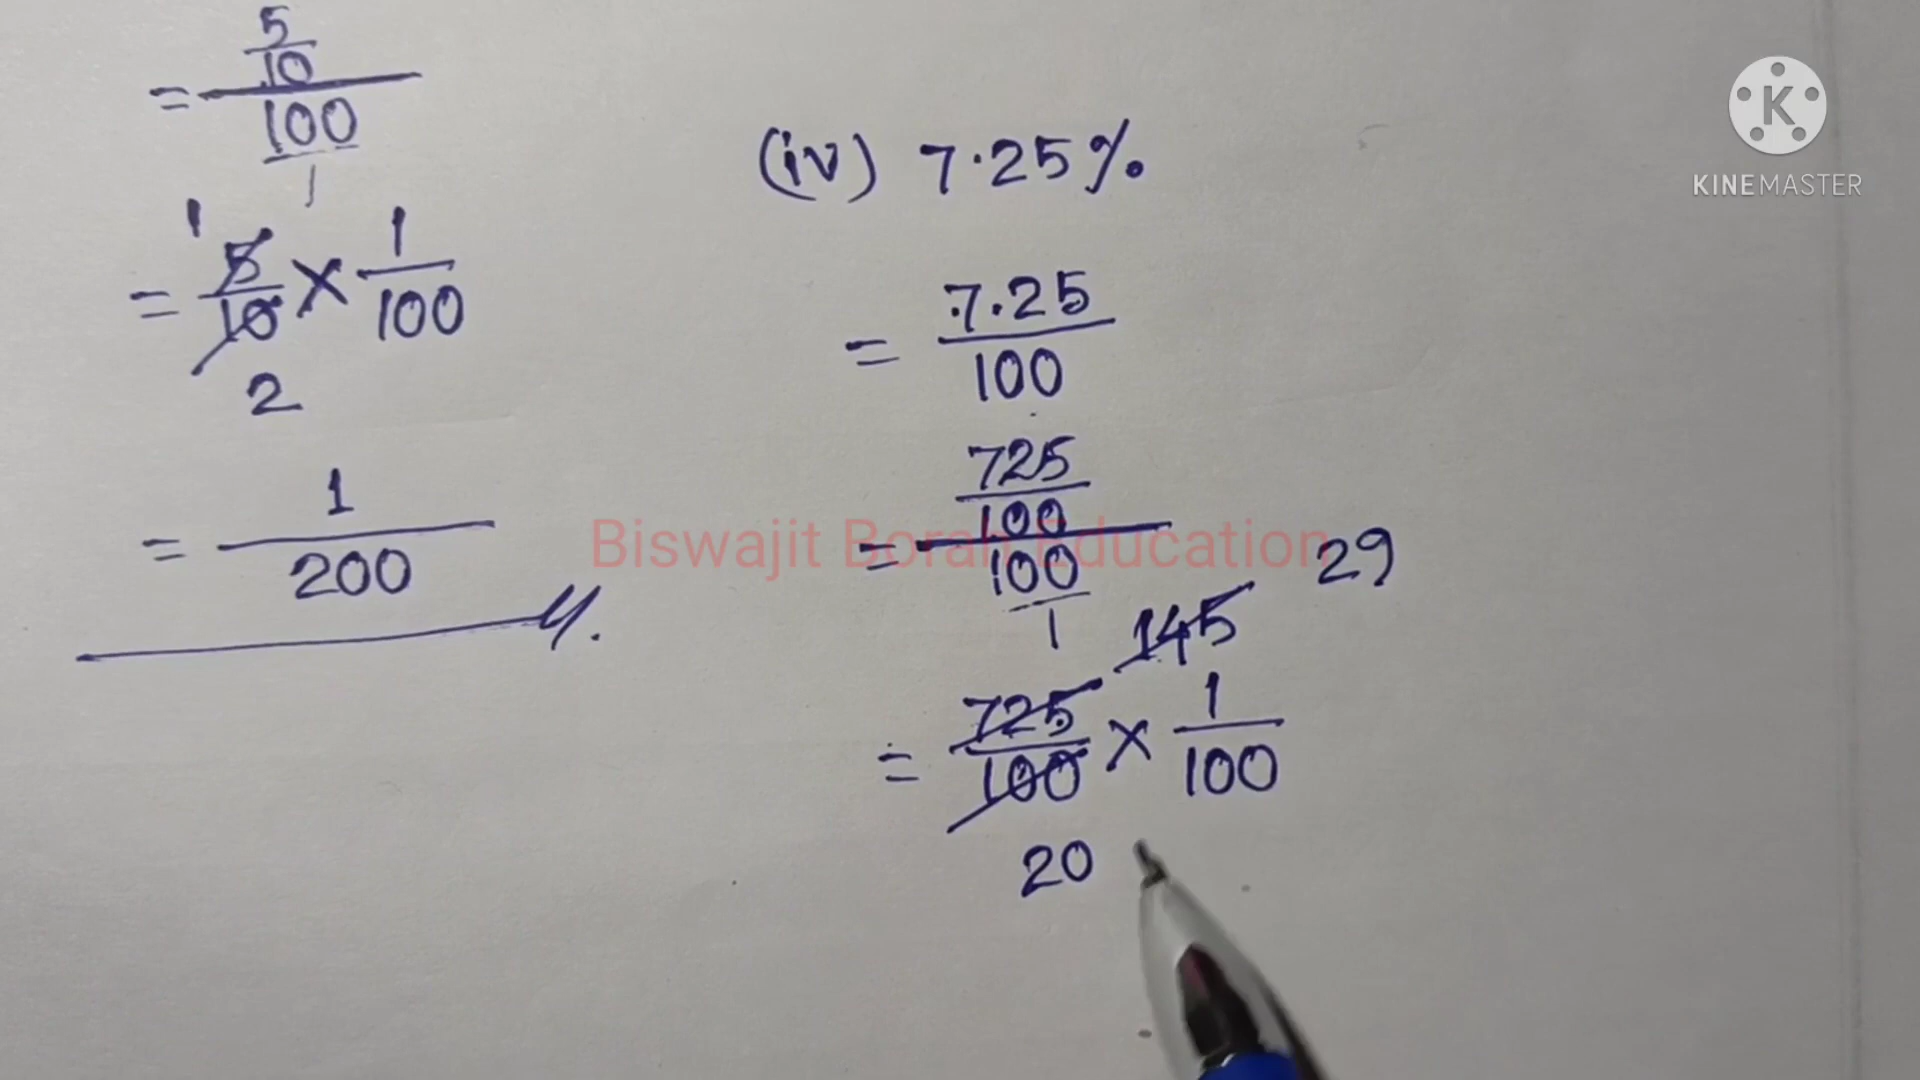 = 5/10 / 100/1
= 5/10 × 1/100
1
2
= 1/200
(iv) 7.25%
= 7.25/100
= 725/100 / 100/1
145
29
= 725/100 × 1/100
20
KINEMASTER
Biswajit Borah Education